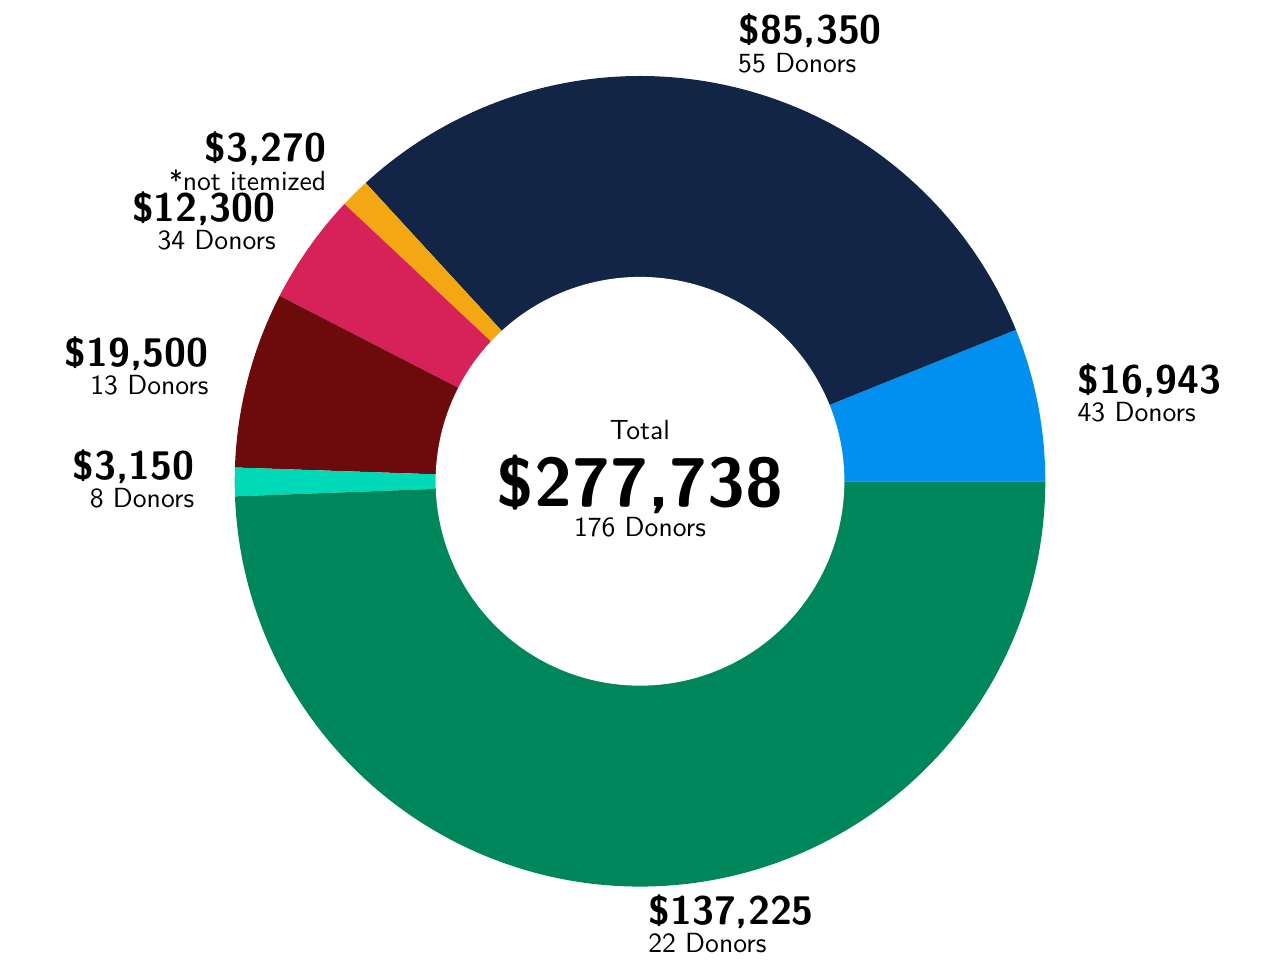 $85,350
55 Donors
$3,270
*not itemized
$12,300
34 Donors
$19,500
13 Donors
$16,943
43 Donors
Total
$277,738
176 Donors
$3,150
8 Donors
$137,225
22 Donors